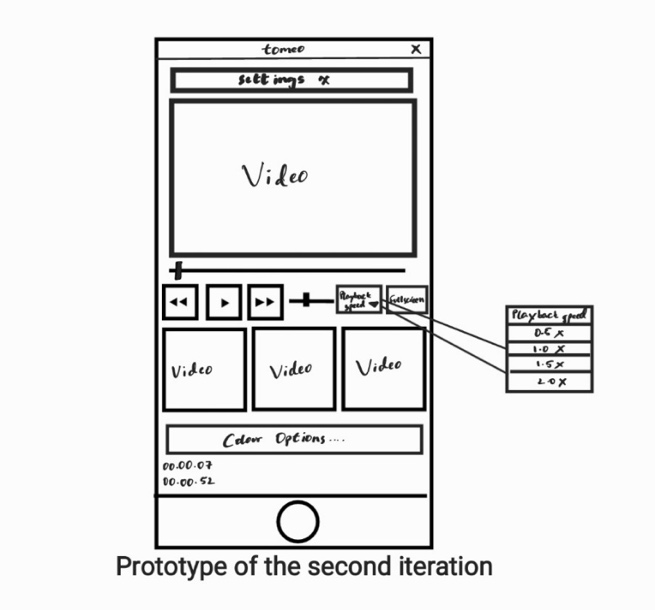 tomeo X
settings x
Video
Playback
speed
fullscreen
Playback speed
0.5 x
1.0 x
1.5 x
2.0 x
Video Video Video
Colour Options....
00.00.07
00.00.52
Prototype of the second iteration